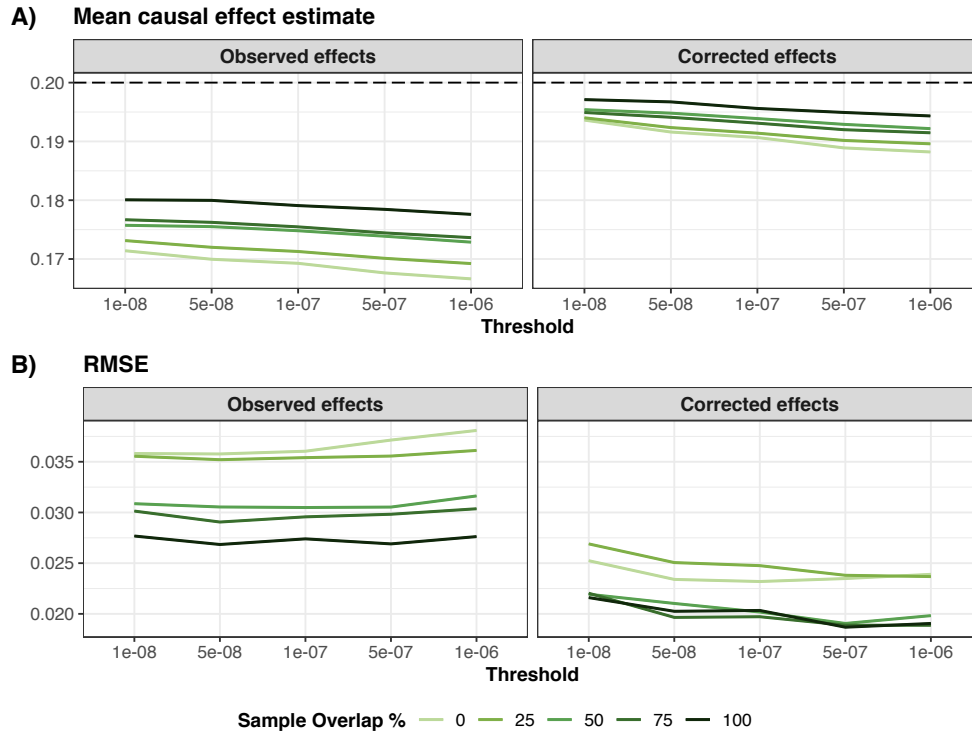 A) Mean causal effect estimate
Observed effects Corrected effects
0.20
0.19
0.18
0.17
1e-08 5e-08 1e-07 5e-07 1e-06 1e-08 5e-08 1e-07 5e-07 1e-06
Threshold
B) RMSE
Observed effects Corrected effects
0.035
0.030
0.025
0.020
1e-08 5e-08 1e-07 5e-07 1e-06 1e-08 5e-08 1e-07 5e-07 1e-06
Threshold
Sample Overlap % 0 25 50 75 100